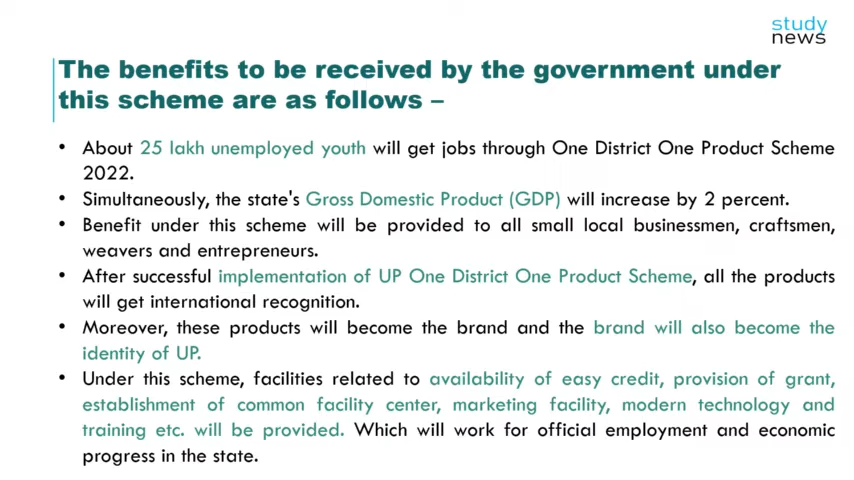 study
news
The benefits to be received by the government under
this scheme are as follows –
• About 25 lakh unemployed youth will get jobs through One District One Product Scheme
2022.
• Simultaneously, the state's Gross Domestic Product (GDP) will increase by 2 percent.
• Benefit under this scheme will be provided to all small local businessmen, craftsmen,
weavers and entrepreneurs.
• After successful implementation of UP One District One Product Scheme, all the products
will get international recognition.
• Moreover, these products will become the brand and the brand will also become the
identity of UP.
• Under this scheme, facilities related to availability of easy credit, provision of grant,
establishment of common facility center, marketing facility, modern technology and
training etc. will be provided. Which will work for official employment and economic
progress in the state.